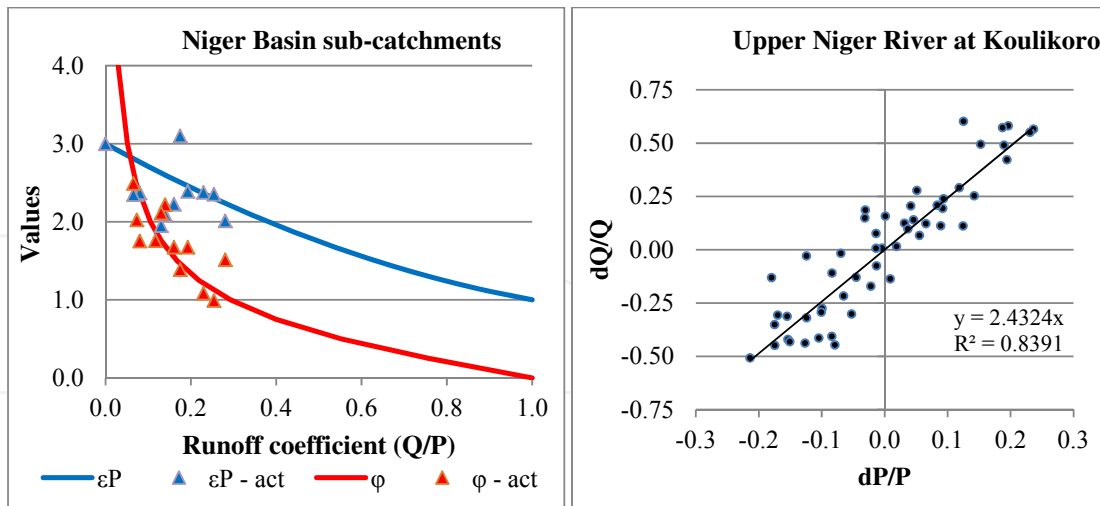 Niger Basin sub-catchments
4.0
3.0
2.0
1.0
0.0
Values
0.0 0.2 0.4 0.6 0.8 1.0
Runoff coefficient (Q/P)
εP εP - act φ φ - act
Upper Niger River at Koulikoro
0.75
0.50
0.25
0.00
-0.25
-0.50
-0.75
dQ/Q
y = 2.4324x
R² = 0.8391
-0.3 -0.2 -0.1 0.0 0.1 0.2 0.3
dP/P